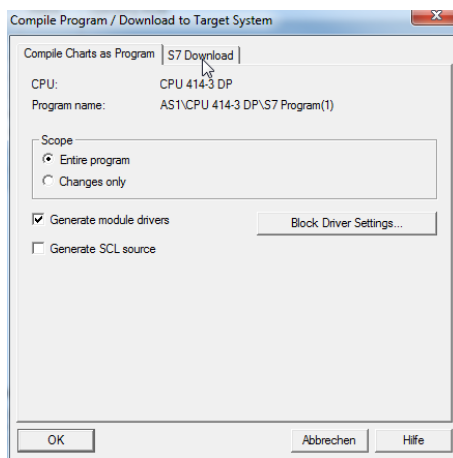 Compile Program / Download to Target System
Compile Charts as Program
S7 Download
CPU: CPU 414-3 DP
Program name: AS1\CPU 414-3 DP\S7 Program(1)
Scope
Entire program
Changes only
Generate module drivers
Block Driver Settings...
Generate SCL source
OK
Abbrechen
Hilfe